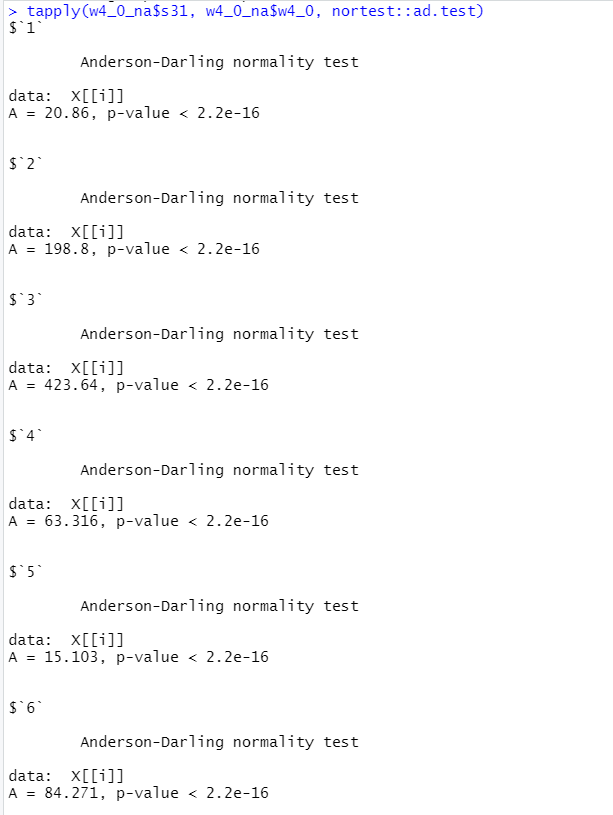 > tapply(w4_0_na$s31, w4_0_na$w4_0, nortest::ad.test)
$`1`
Anderson-Darling normality test
data:  X[[i]]
A = 20.86, p-value < 2.2e-16
$`2`
Anderson-Darling normality test
data:  X[[i]]
A = 198.8, p-value < 2.2e-16
$`3`
Anderson-Darling normality test
data:  X[[i]]
A = 423.64, p-value < 2.2e-16
$`4`
Anderson-Darling normality test
data:  X[[i]]
A = 63.316, p-value < 2.2e-16
$`5`
Anderson-Darling normality test
data:  X[[i]]
A = 15.103, p-value < 2.2e-16
$`6`
Anderson-Darling normality test
data:  X[[i]]
A = 84.271, p-value < 2.2e-16